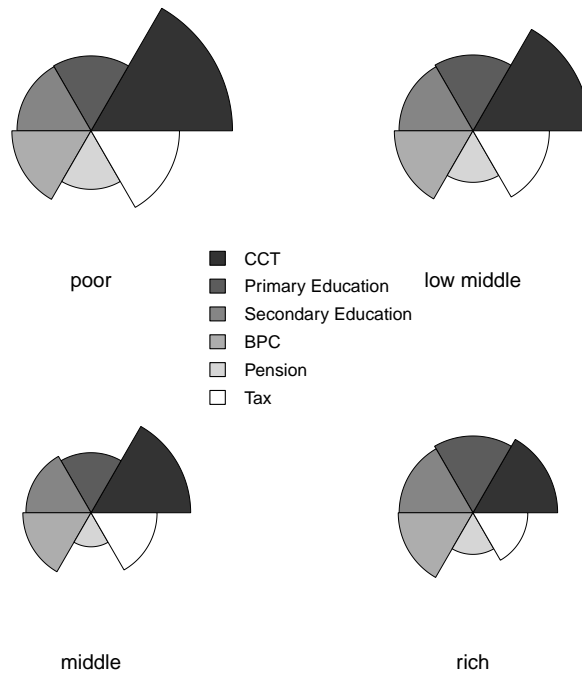 poor
low middle
CCT
Primary Education
Secondary Education
BPC
Pension
Tax
middle
rich